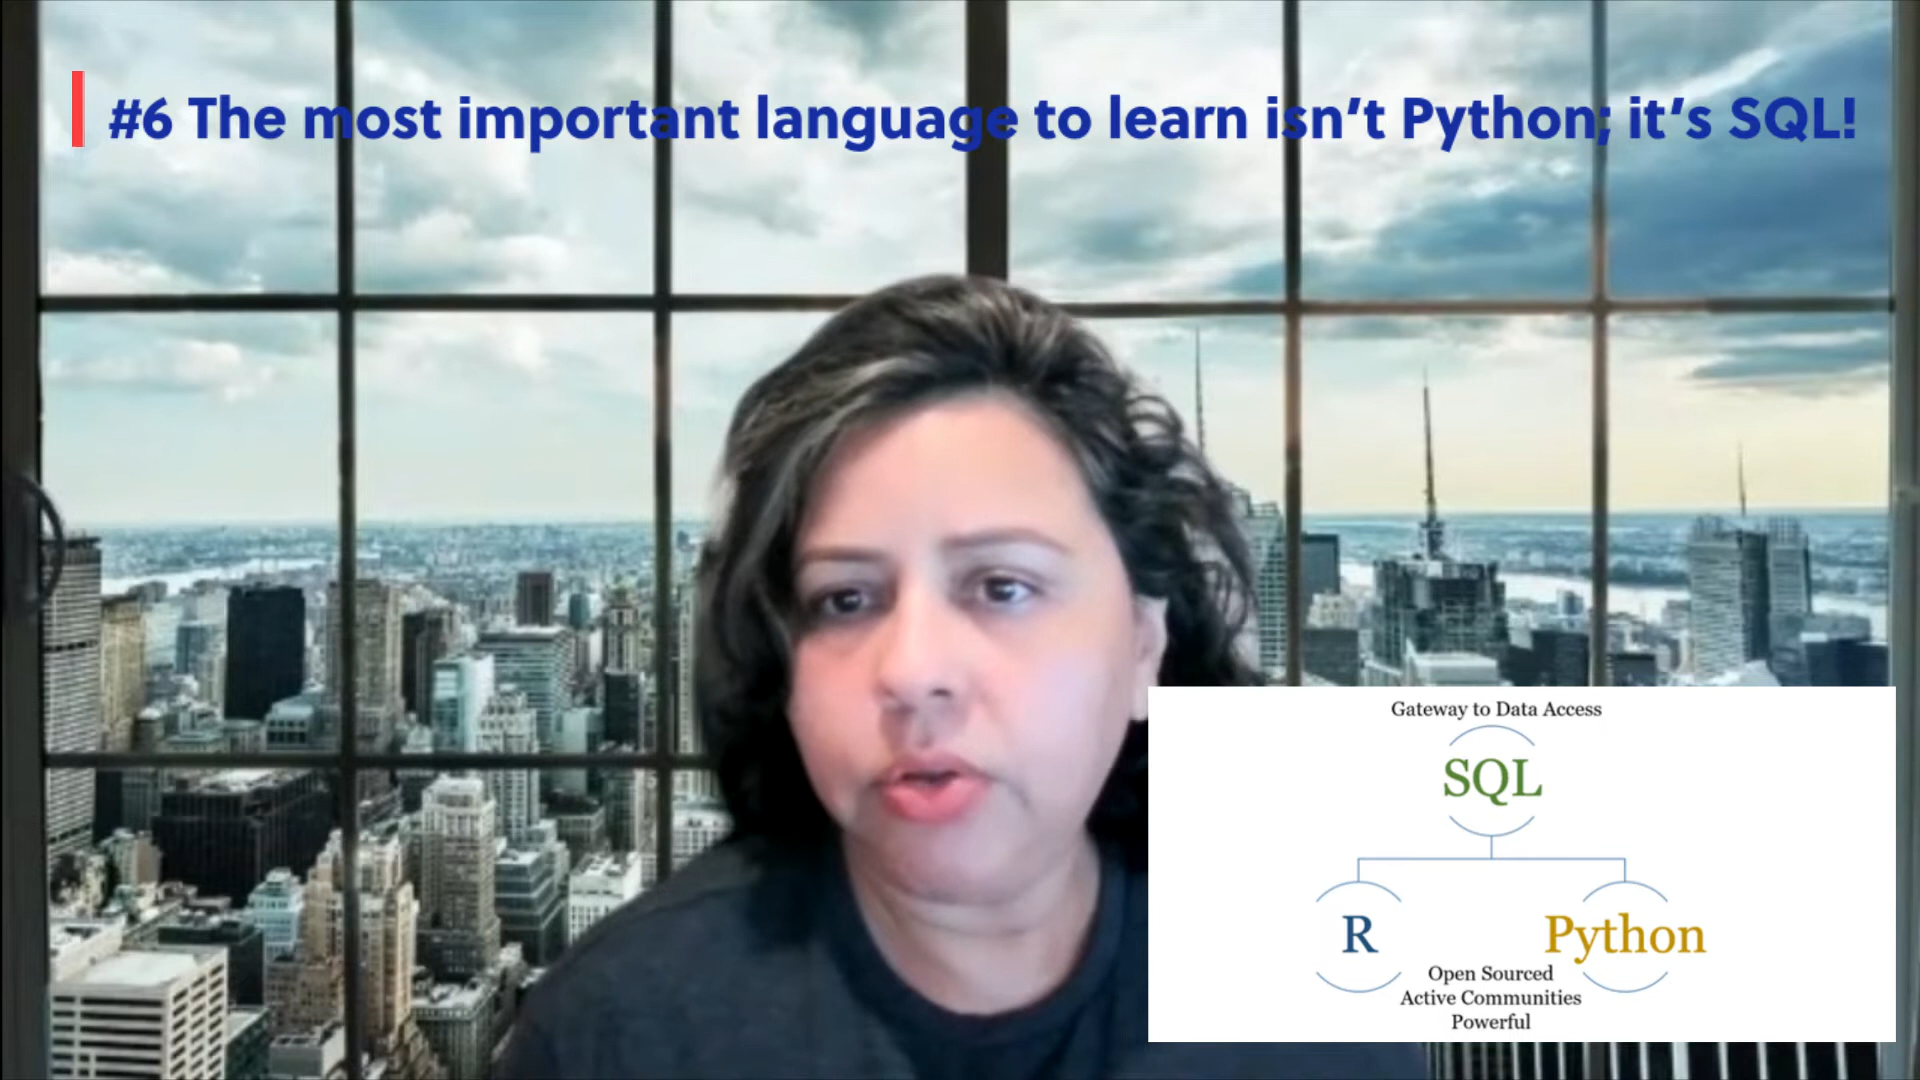 #6 The most important language to learn isn’t Python; it’s SQL!
Gateway to Data Access
SQL
R
Python
Open Sourced
Active Communities
Powerful